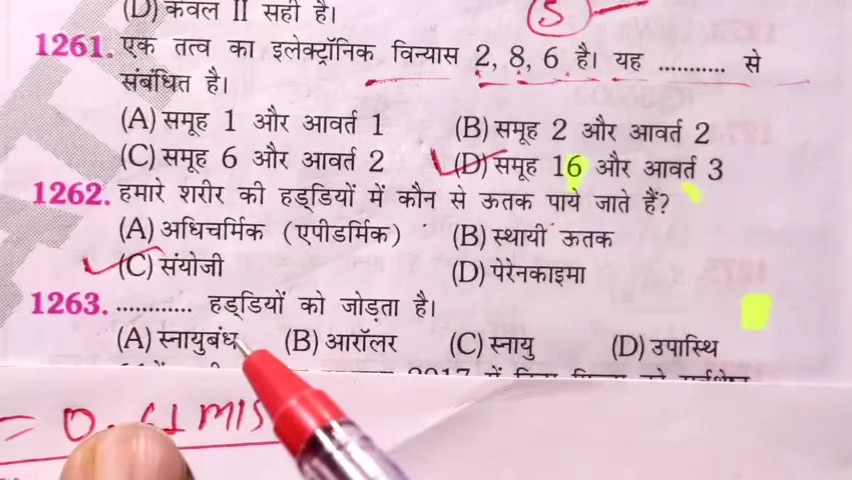 (D) केवल II सही है।
5
1261. एक तत्व का इलेक्ट्रॉनिक विन्यास 2, 8, 6 है। यह ........... से
संबंधित है।
(A) समूह 1 और आवर्त 1 (B) समूह 2 और आवर्त 2
(C) समूह 6 और आवर्त 2 (D) समूह 16 और आवर्त 3
1262. हमारे शरीर की हड्डियों में कौन से ऊतक पाये जाते हैं?
(A) अधिचर्मिक (एपीडर्मिक) (B) स्थायी ऊतक
(C) संयोजी (D) पेरेनकाइमा
1263. ............ हड्डियों को जोड़ता है।
(A) स्नायुबंध (B) आरॉलर (C) स्नायु (D) उपास्थि